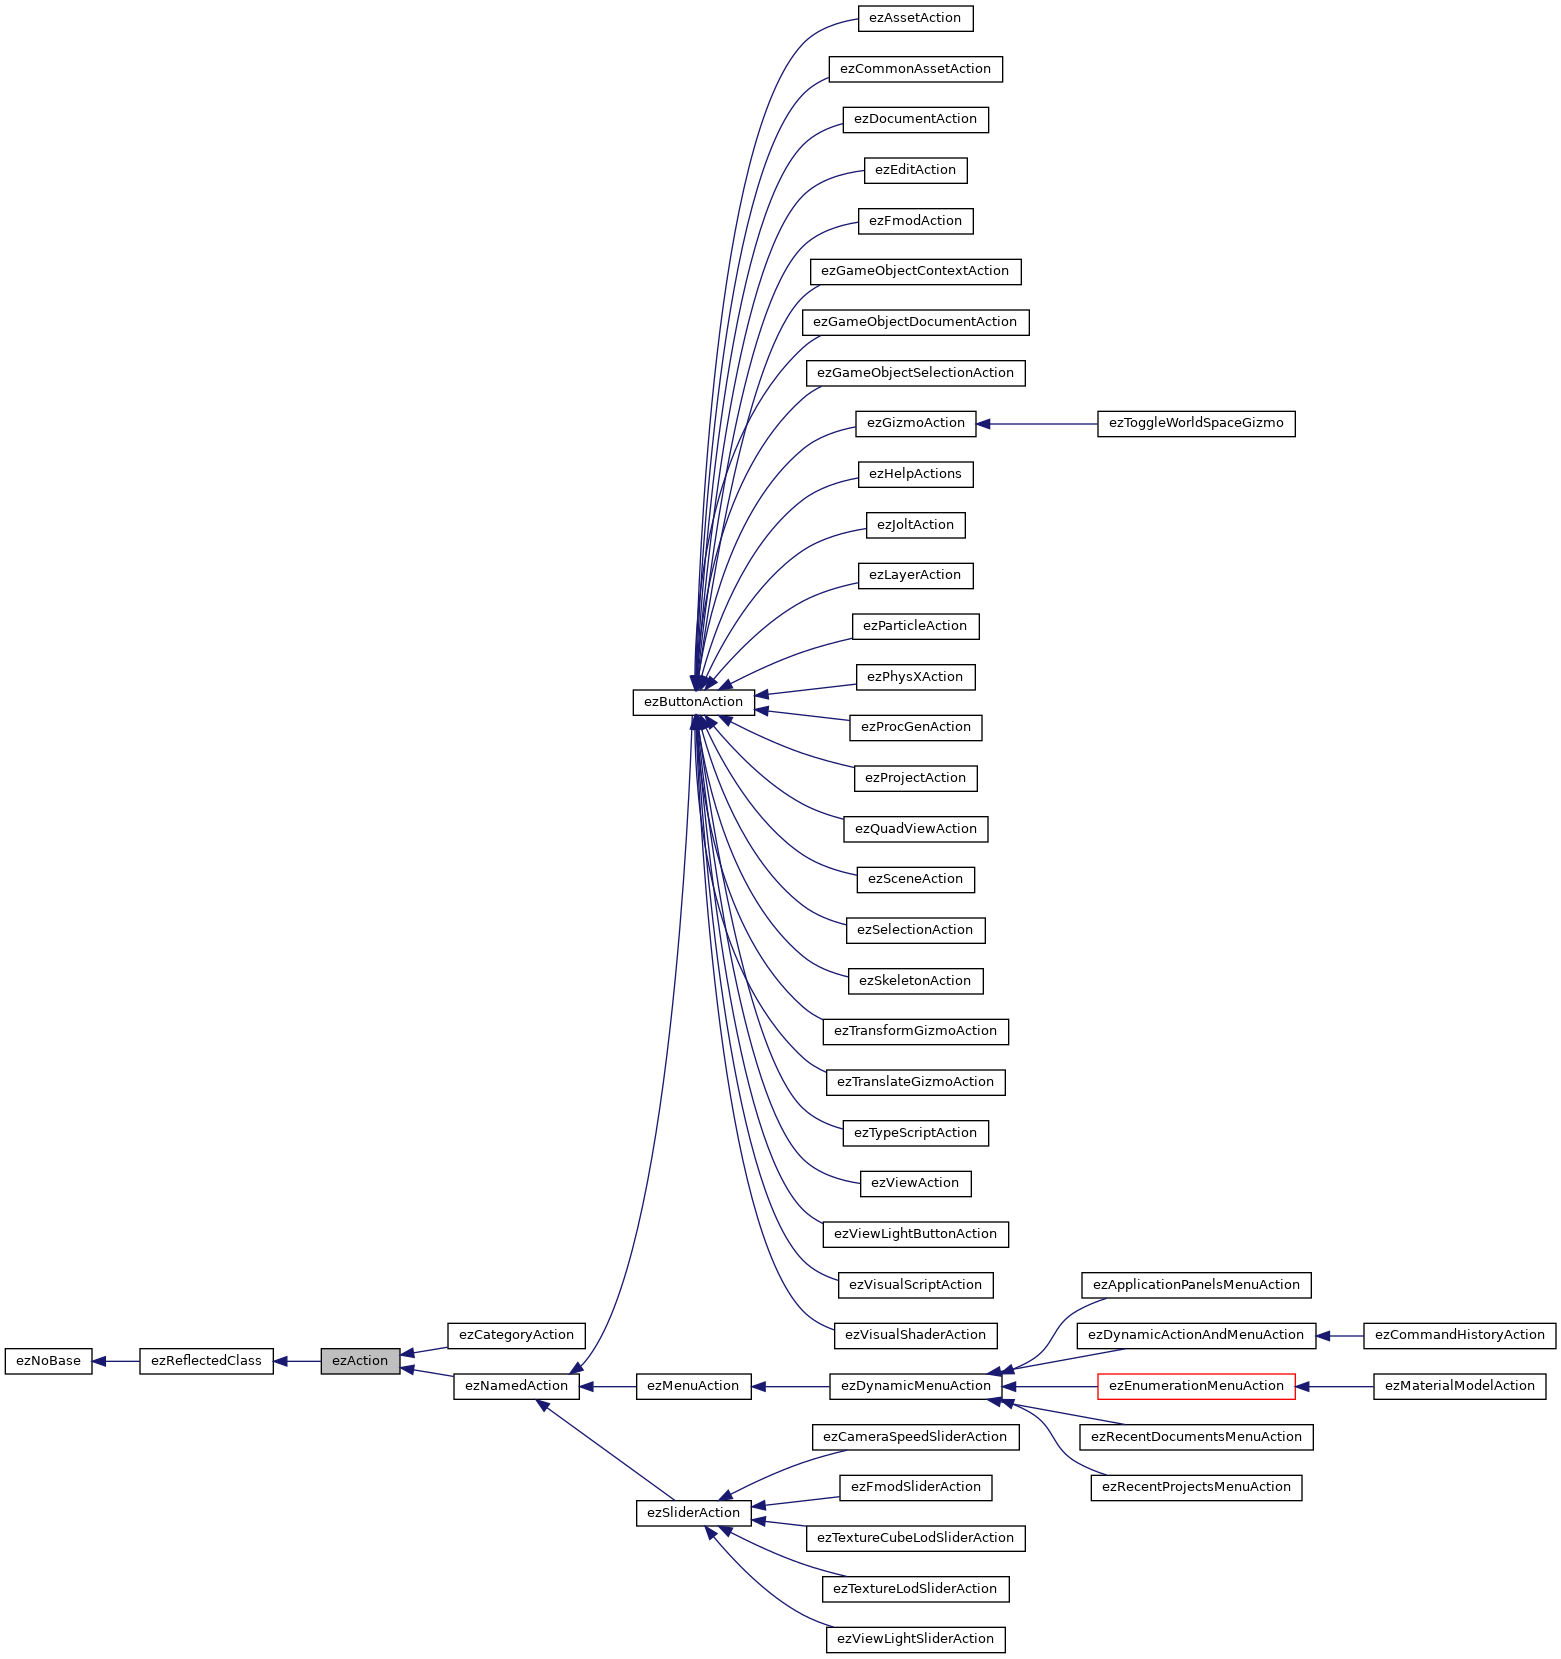 ezAssetAction
ezCommonAssetAction
ezDocumentAction
ezEditAction
ezFmodAction
ezGameObjectContextAction
ezGameObjectDocumentAction
ezGameObjectSelectionAction
ezGizmoAction
ezToggleWorldSpaceGizmo
ezHelpActions
ezJoltAction
ezLayerAction
ezParticleAction
ezPhysXAction
ezButtonAction
ezProcGenAction
ezProjectAction
ezQuadViewAction
ezSceneAction
ezSelectionAction
ezSkeletonAction
ezTransformGizmoAction
ezTranslateGizmoAction
ezTypeScriptAction
ezViewAction
ezViewLightButtonAction
ezVisualScriptAction
ezApplicationPanelsMenuAction
ezCategoryAction
ezVisualShaderAction
ezDynamicActionAndMenuAction
ezCommandHistoryAction
ezNoBase
ezReflectedClass
ezAction
ezNamedAction
ezMenuAction
ezDynamicMenuAction
ezEnumerationMenuAction
ezMaterialModelAction
ezCameraSpeedSliderAction
ezRecentDocumentsMenuAction
ezFmodSliderAction
ezRecentProjectsMenuAction
ezSliderAction
ezTextureCubeLodSliderAction
ezTextureLodSliderAction
ezViewLightSliderAction